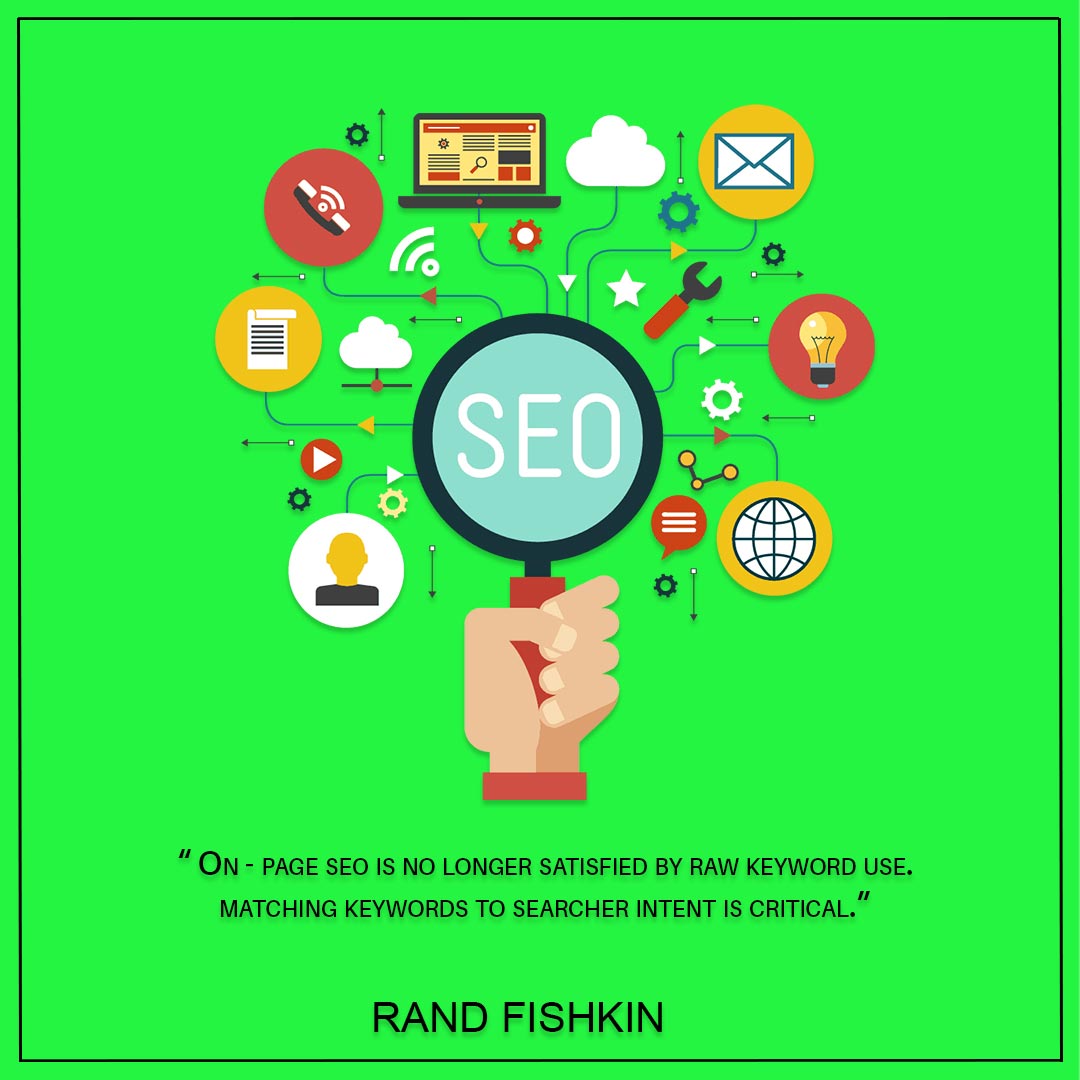 SEO
“ On - page seo is no longer satisfied by raw keyword use.
matching keywords to searcher intent is critical.”
RAND FISHKIN